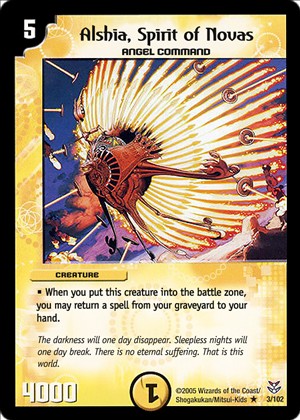 5
Alshia, Spirit of Novas
ANGEL COMMAND
CREATURE
▪ When you put this creature into the battle zone,
you may return a spell from your graveyard to your
hand.
The darkness will one day disappear. Sleepless nights
will one day break. There is no eternal suffering. That is
this world.
4000
1
©2005 Wizards of the Coast/
Shogakukan/Mitsui-Kids ★ 3/102